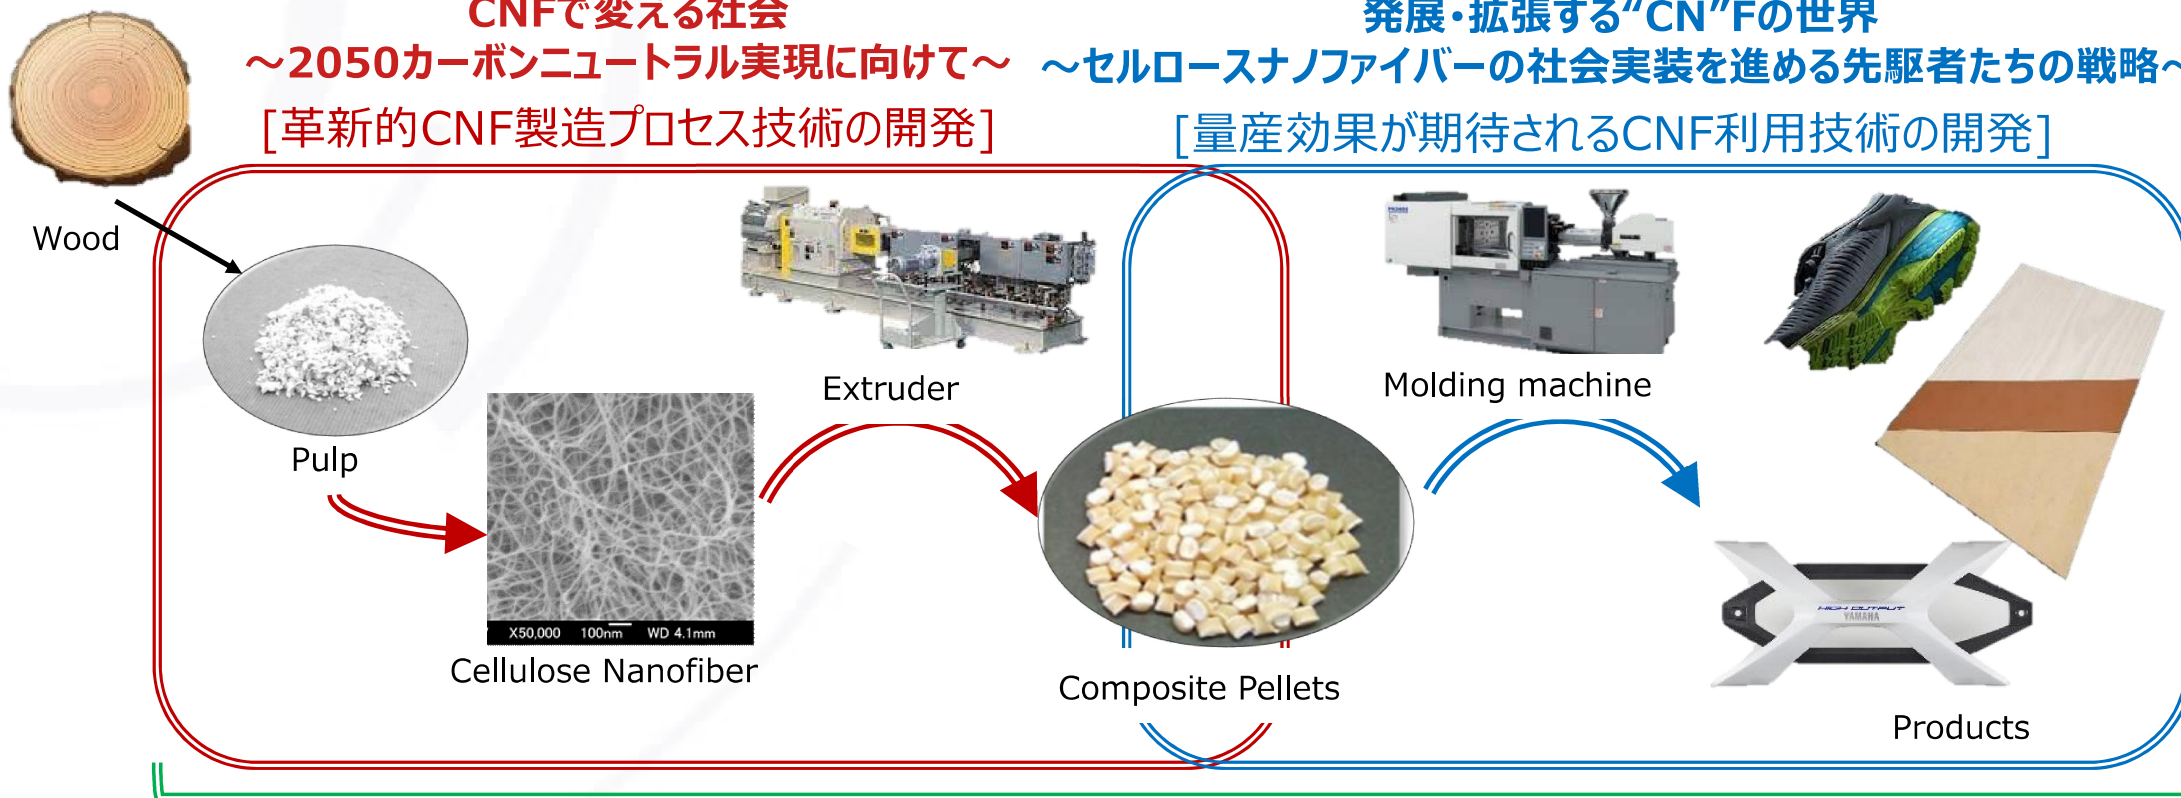 CNFで変える社会
～2050カーボンニュートラル実現に向けて～
[革新的CNF製造プロセス技術の開発]
発展・拡張する“CN”Fの世界
～セルロースナノファイバーの社会実装を進める先駆者たちの戦略～
[量産効果が期待されるCNF利用技術の開発]
Wood
Pulp
X50,000 100nm WD 4.1mm
Cellulose Nanofiber
Extruder
Composite Pellets
Molding machine
HIGH OUTPUT
YAMAHA
Products